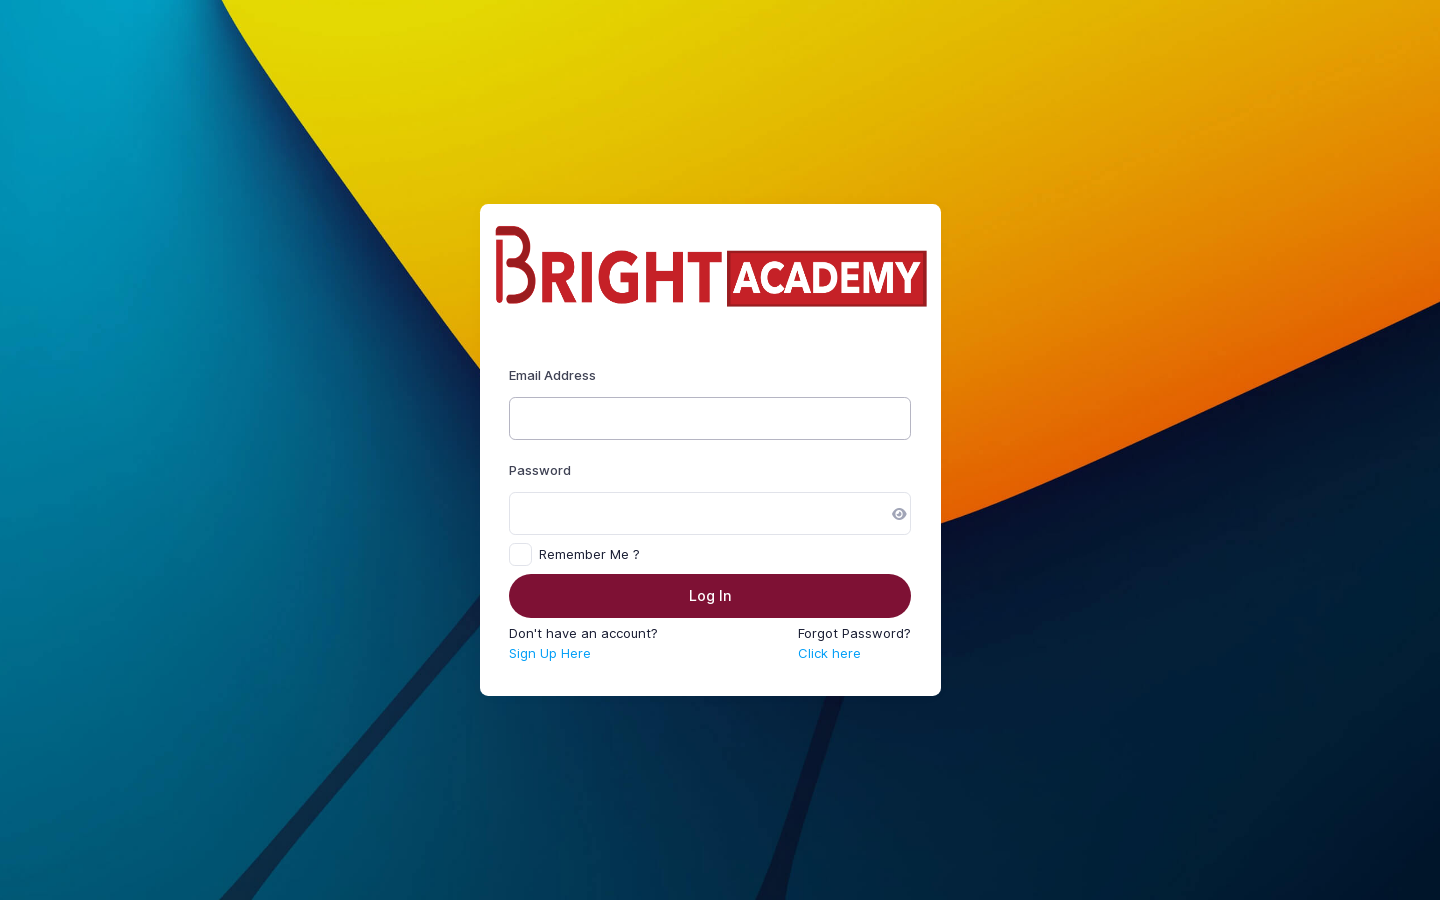 BRIGHT ACADEMY
Email Address
Password
Remember Me ?
Log In
Don't have an account?
Sign Up Here
Forgot Password?
Click here